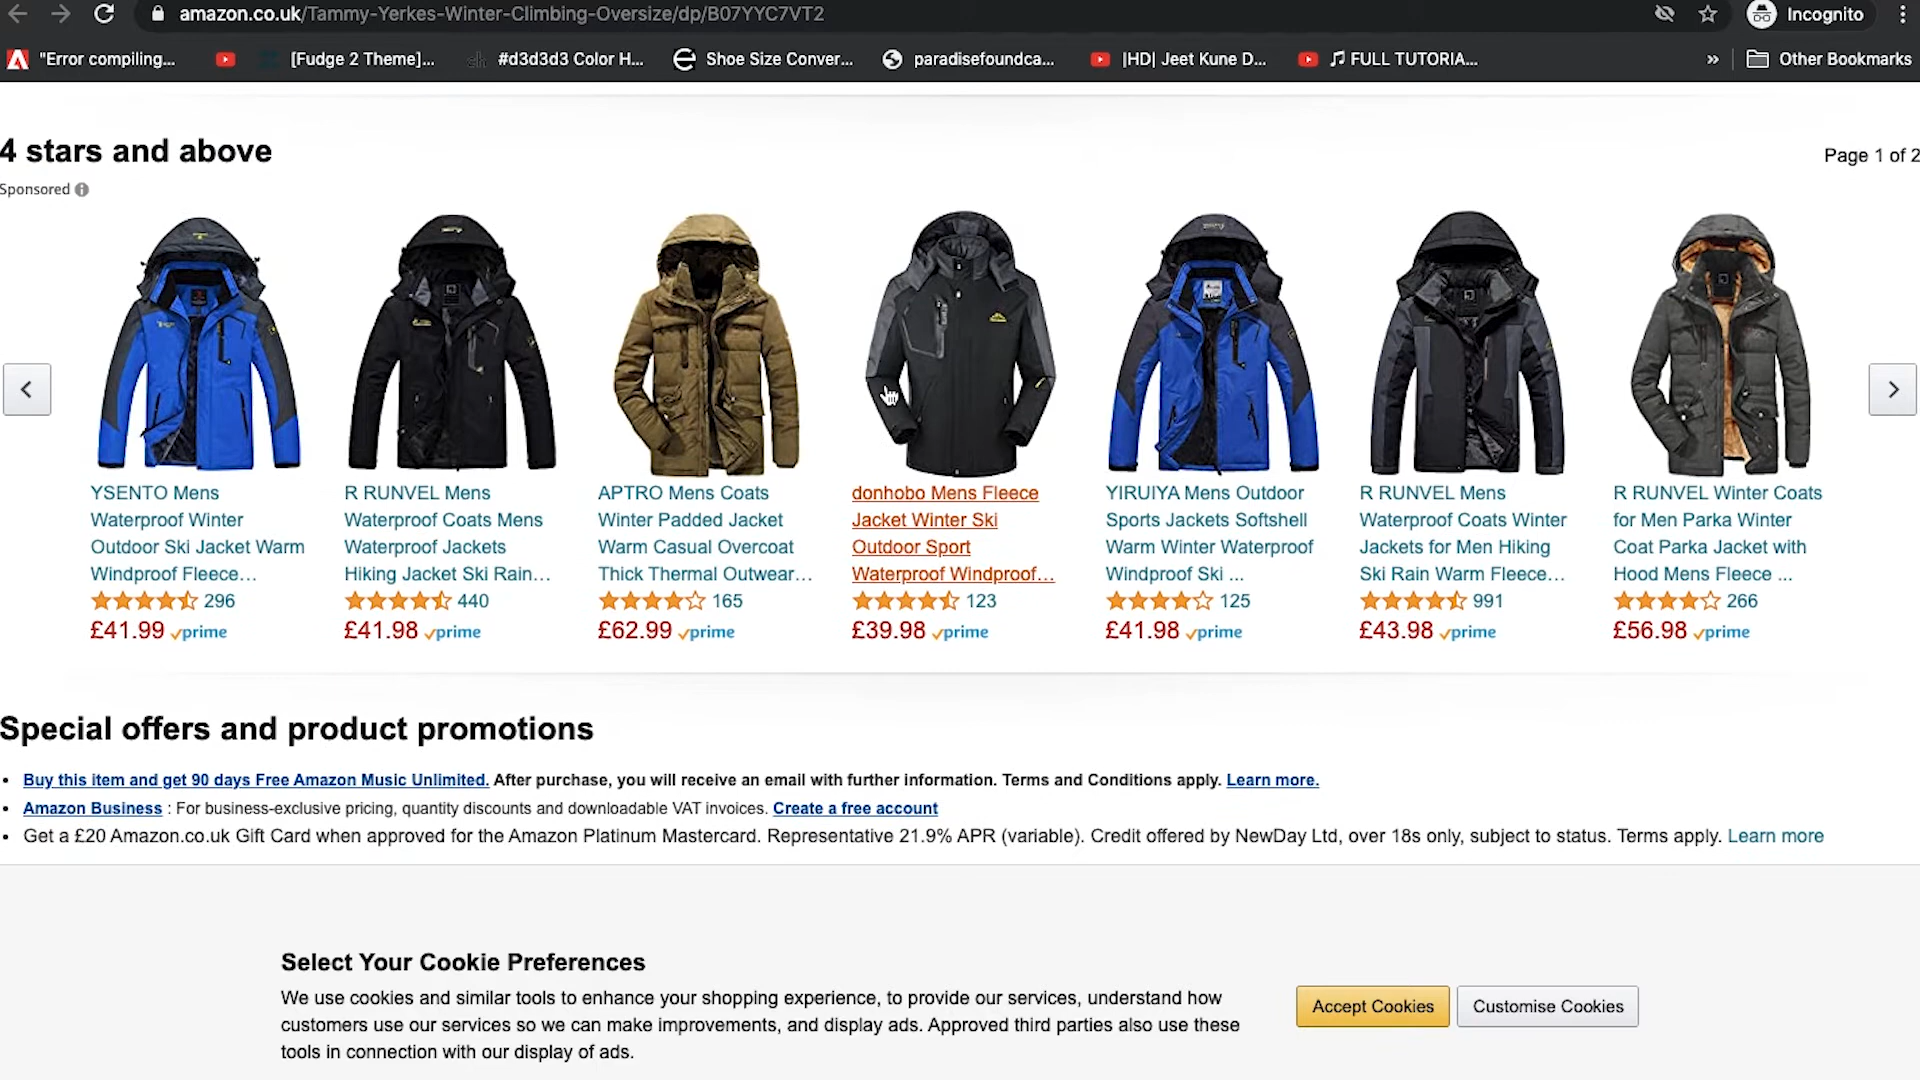 amazon.co.uk/Tammy-Yerkes-Winter-Climbing-Oversize/dp/B07YYC7VT2
Incognito
"Error compiling...
[Fudge 2 Theme]...
#d3d3d3 Color H...
Shoe Size Conver...
paradisefoundca...
|HD| Jeet Kune D...
🎵 FULL TUTORIA...
»
Other Bookmarks
4 stars and above
Page 1 of 2
Sponsored
YSENTO Mens
Waterproof Winter
Outdoor Ski Jacket Warm
Windproof Fleece...
296
£41.99 prime
R RUNVEL Mens
Waterproof Coats Mens
Waterproof Jackets
Hiking Jacket Ski Rain...
440
£41.98 prime
APTRO Mens Coats
Winter Padded Jacket
Warm Casual Overcoat
Thick Thermal Outwear...
165
£62.99 prime
donhobo Mens Fleece
Jacket Winter Ski
Outdoor Sport
Waterproof Windproof...
123
£39.98 prime
YIRUIYA Mens Outdoor
Sports Jackets Softshell
Warm Winter Waterproof
Windproof Ski ...
125
£41.98 prime
R RUNVEL Mens
Waterproof Coats Winter
Jackets for Men Hiking
Ski Rain Warm Fleece...
991
£43.98 prime
R RUNVEL Winter Coats
for Men Parka Winter
Coat Parka Jacket with
Hood Mens Fleece ...
266
£56.98 prime
Special offers and product promotions
• Buy this item and get 90 days Free Amazon Music Unlimited. After purchase, you will receive an email with further information. Terms and Conditions apply. Learn more.
• Amazon Business : For business-exclusive pricing, quantity discounts and downloadable VAT invoices. Create a free account
• Get a £20 Amazon.co.uk Gift Card when approved for the Amazon Platinum Mastercard. Representative 21.9% APR (variable). Credit offered by NewDay Ltd, over 18s only, subject to status. Terms apply. Learn more
Select Your Cookie Preferences
We use cookies and similar tools to enhance your shopping experience, to provide our services, understand how
customers use our services so we can make improvements, and display ads. Approved third parties also use these
tools in connection with our display of ads.
Accept Cookies
Customise Cookies